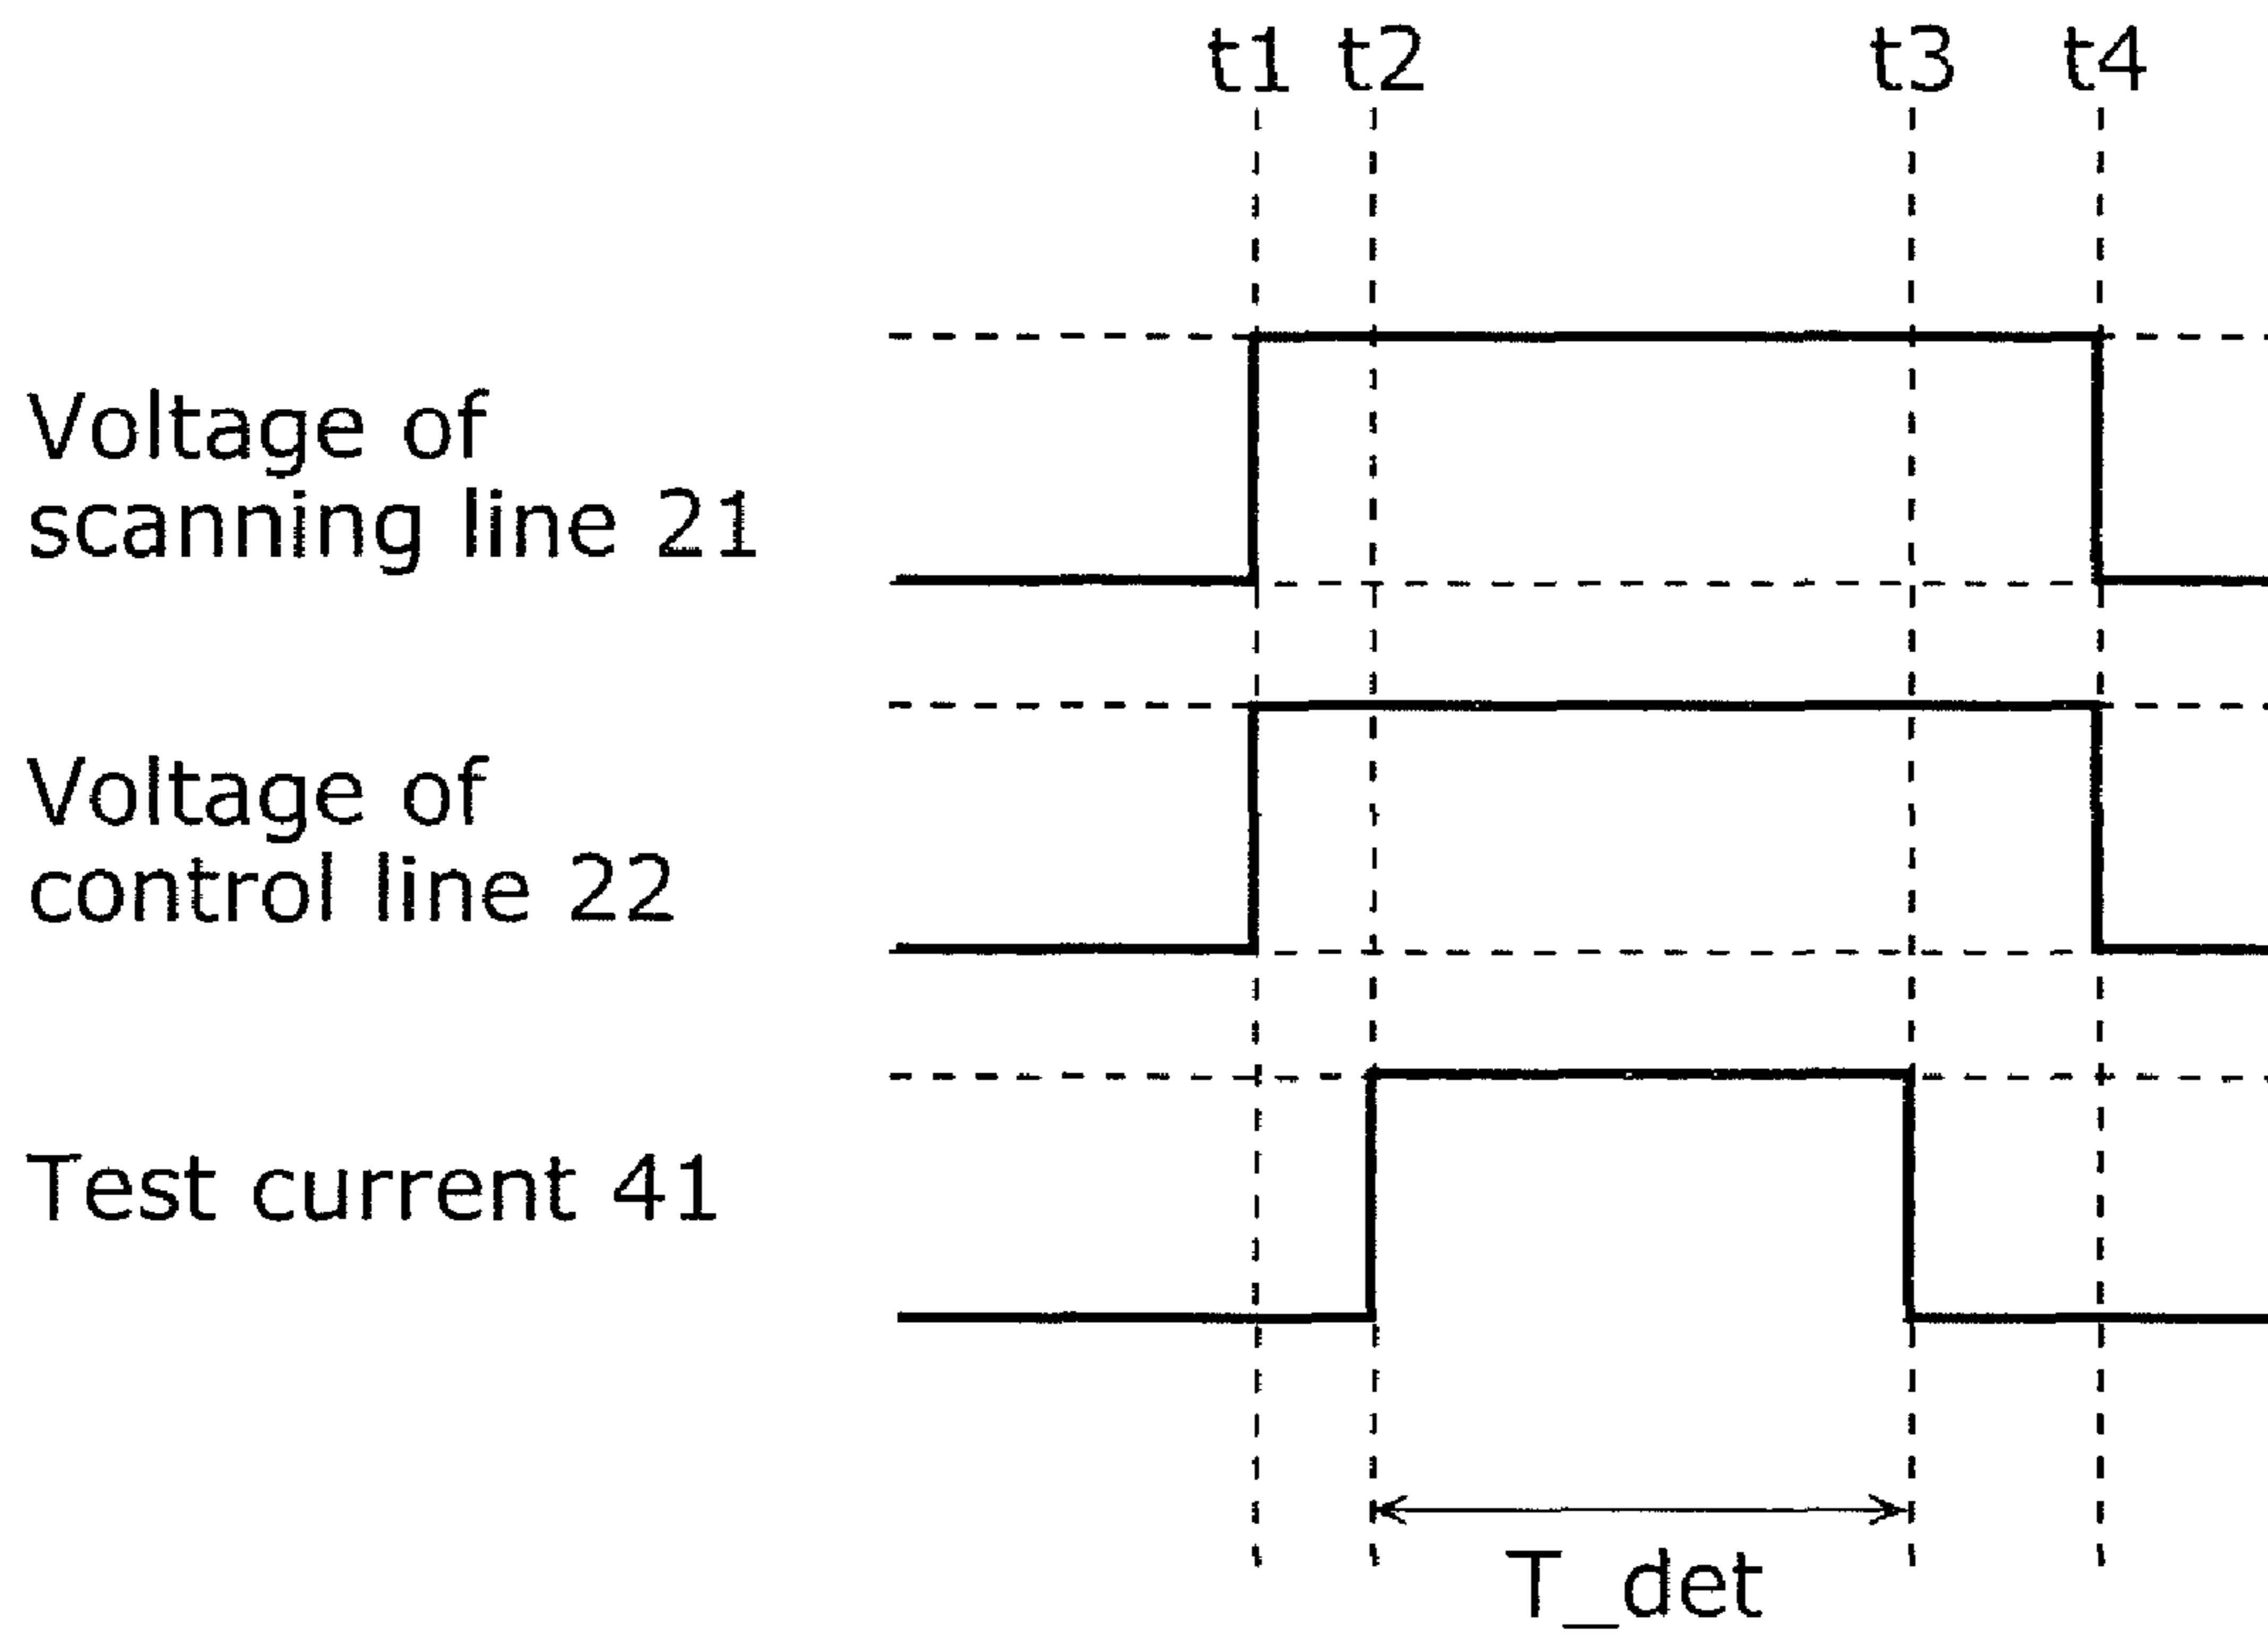 t1 t2 t3 t4
Voltage of
scanning line 21
Voltage of
control line 22
Test current 41
T_det